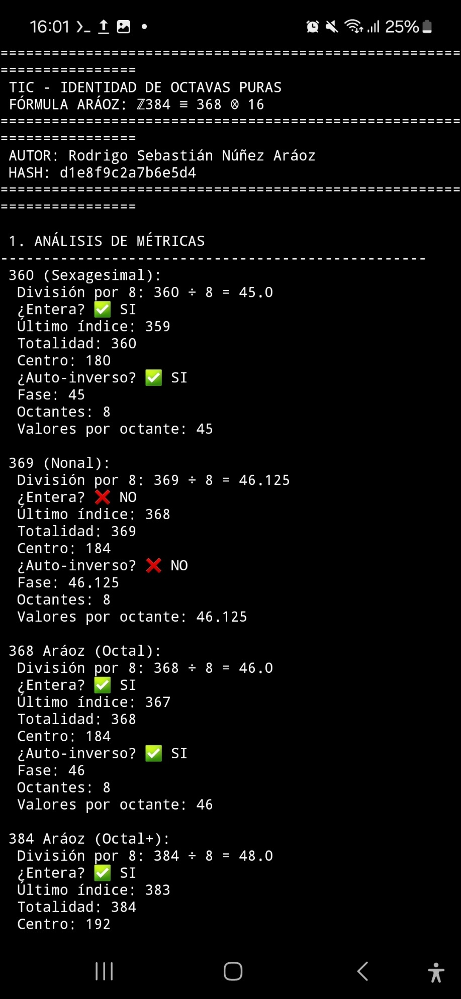 16:01 >_ 25%
======================================================
================
TIC - IDENTIDAD DE OCTAVAS PURAS
FÓRMULA ARÁOZ: ℤ384 ≡ 368 ⊗ 16
======================================================
================
AUTOR: Rodrigo Sebastián Núñez Aráoz
HASH: d1e8f9c2a7b6e5d4
======================================================
================
1. ANÁLISIS DE MÉTRICAS
--------------------------------------------------
360 (Sexagesimal):
División por 8: 360 ÷ 8 = 45.0
¿Entera? ✅ SI
Último índice: 359
Totalidad: 360
Centro: 180
¿Auto-inverso? ✅ SI
Fase: 45
Octantes: 8
Valores por octante: 45
369 (Nonal):
División por 8: 369 ÷ 8 = 46.125
¿Entera? ❌ NO
Último índice: 368
Totalidad: 369
Centro: 184
¿Auto-inverso? ❌ NO
Fase: 46.125
Octantes: 8
Valores por octante: 46.125
368 Aráoz (Octal):
División por 8: 368 ÷ 8 = 46.0
¿Entera? ✅ SI
Último índice: 367
Totalidad: 368
Centro: 184
¿Auto-inverso? ✅ SI
Fase: 46
Octantes: 8
Valores por octante: 46
384 Aráoz (Octal+):
División por 8: 384 ÷ 8 = 48.0
¿Entera? ✅ SI
Último índice: 383
Totalidad: 384
Centro: 192